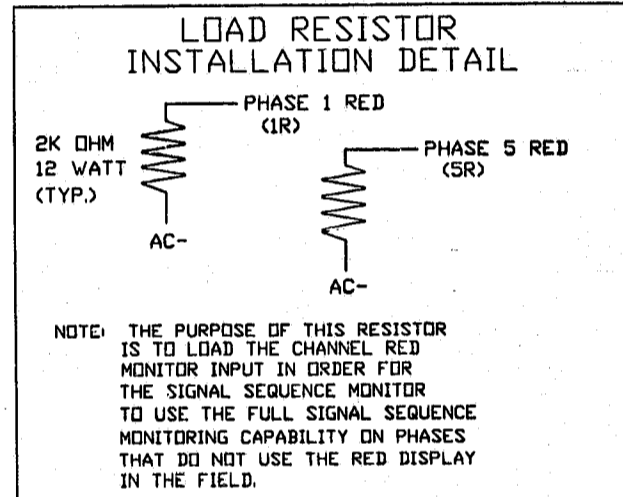 LOAD RESISTOR
INSTALLATION DETAIL
PHASE 1 RED
(1R)
2K OHM
12 WATT
(TYP.)
AC-
PHASE 5 RED
(5R)
AC-
NOTE: THE PURPOSE OF THIS RESISTOR
IS TO LOAD THE CHANNEL RED
MONITOR INPUT IN ORDER FOR
THE SIGNAL SEQUENCE MONITOR
TO USE THE FULL SIGNAL SEQUENCE
MONITORING CAPABILITY ON PHASES
THAT DO NOT USE THE RED DISPLAY
IN THE FIELD.